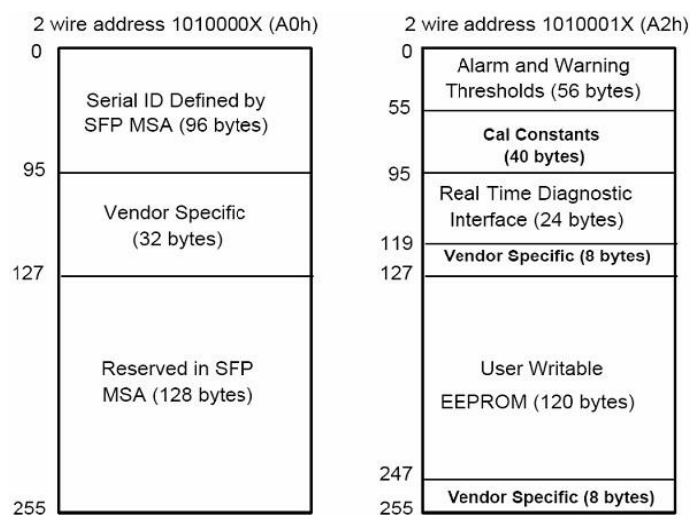 2 wire address 1010000X (A0h)
0
Serial ID Defined by
SFP MSA (96 bytes)
95
Vendor Specific
(32 bytes)
127
Reserved in SFP
MSA (128 bytes)
255
2 wire address 1010001X (A2h)
0
Alarm and Warning
Thresholds (56 bytes)
55
Cal Constants
(40 bytes)
95
Real Time Diagnostic
Interface (24 bytes)
119
Vendor Specific (8 bytes)
127
User Writable
EEPROM (120 bytes)
247
Vendor Specific (8 bytes)
255